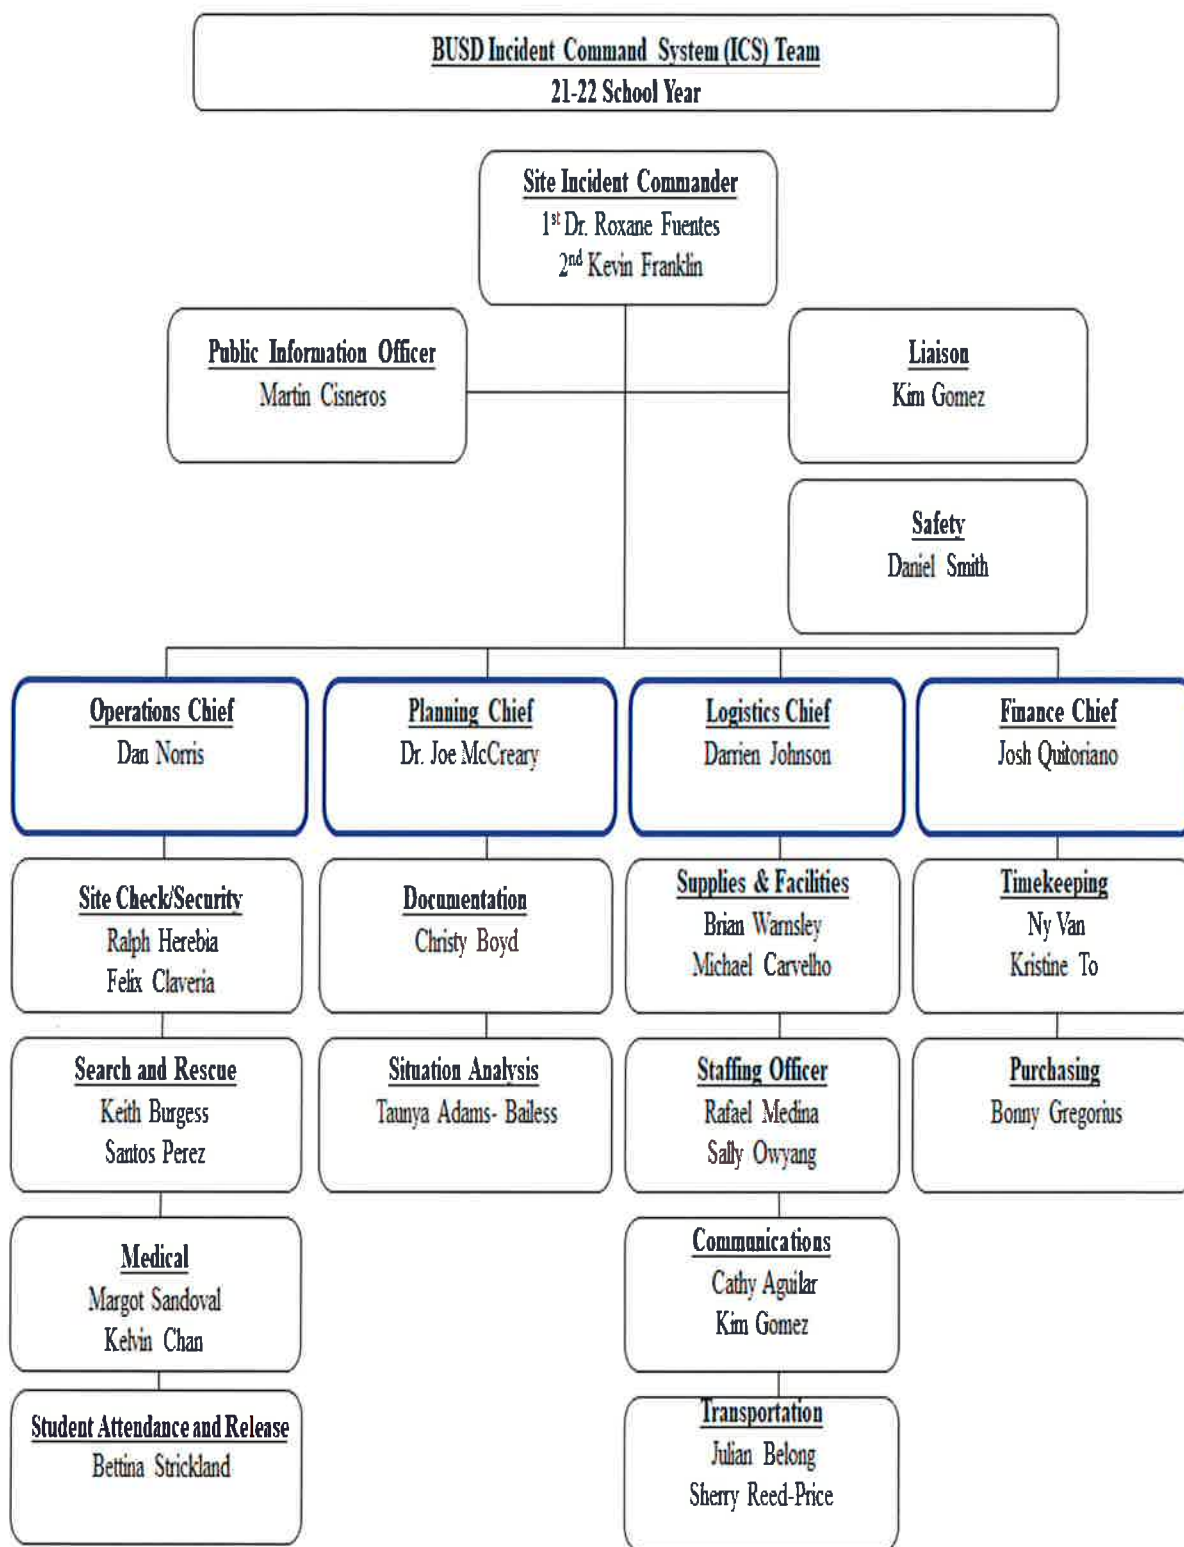 BUSD Incident Command System (ICS) Team
21-22 School Year
Site Incident Commander
1st Dr. Roxane Fuentes
2nd Kevin Franklin
Public Information Officer
Martin Cisneros
Liaison
Kim Gomez
Safety
Daniel Smith
Operations Chief
Dan Norris
Planning Chief
Dr. Joe McCreary
Logistics Chief
Darrien Johnson
Finance Chief
Josh Quitoriano
Site Check/Security
Ralph Herebia
Felix Claveria
Documentation
Christy Boyd
Supplies & Facilities
Brian Warnsley
Michael Carvelho
Timekeeping
Ny Van
Kristine To
Search and Rescue
Keith Burgess
Santos Perez
Situation Analysis
Taunya Adams- Bailess
Staffing Officer
Rafael Medina
Sally Owyang
Purchasing
Bonny Gregorius
Medical
Margot Sandoval
Kelvin Chan
Communications
Cathy Aguilar
Kim Gomez
Student Attendance and Release
Bettina Strickland
Transportation
Julian Belong
Sherry Reed-Price